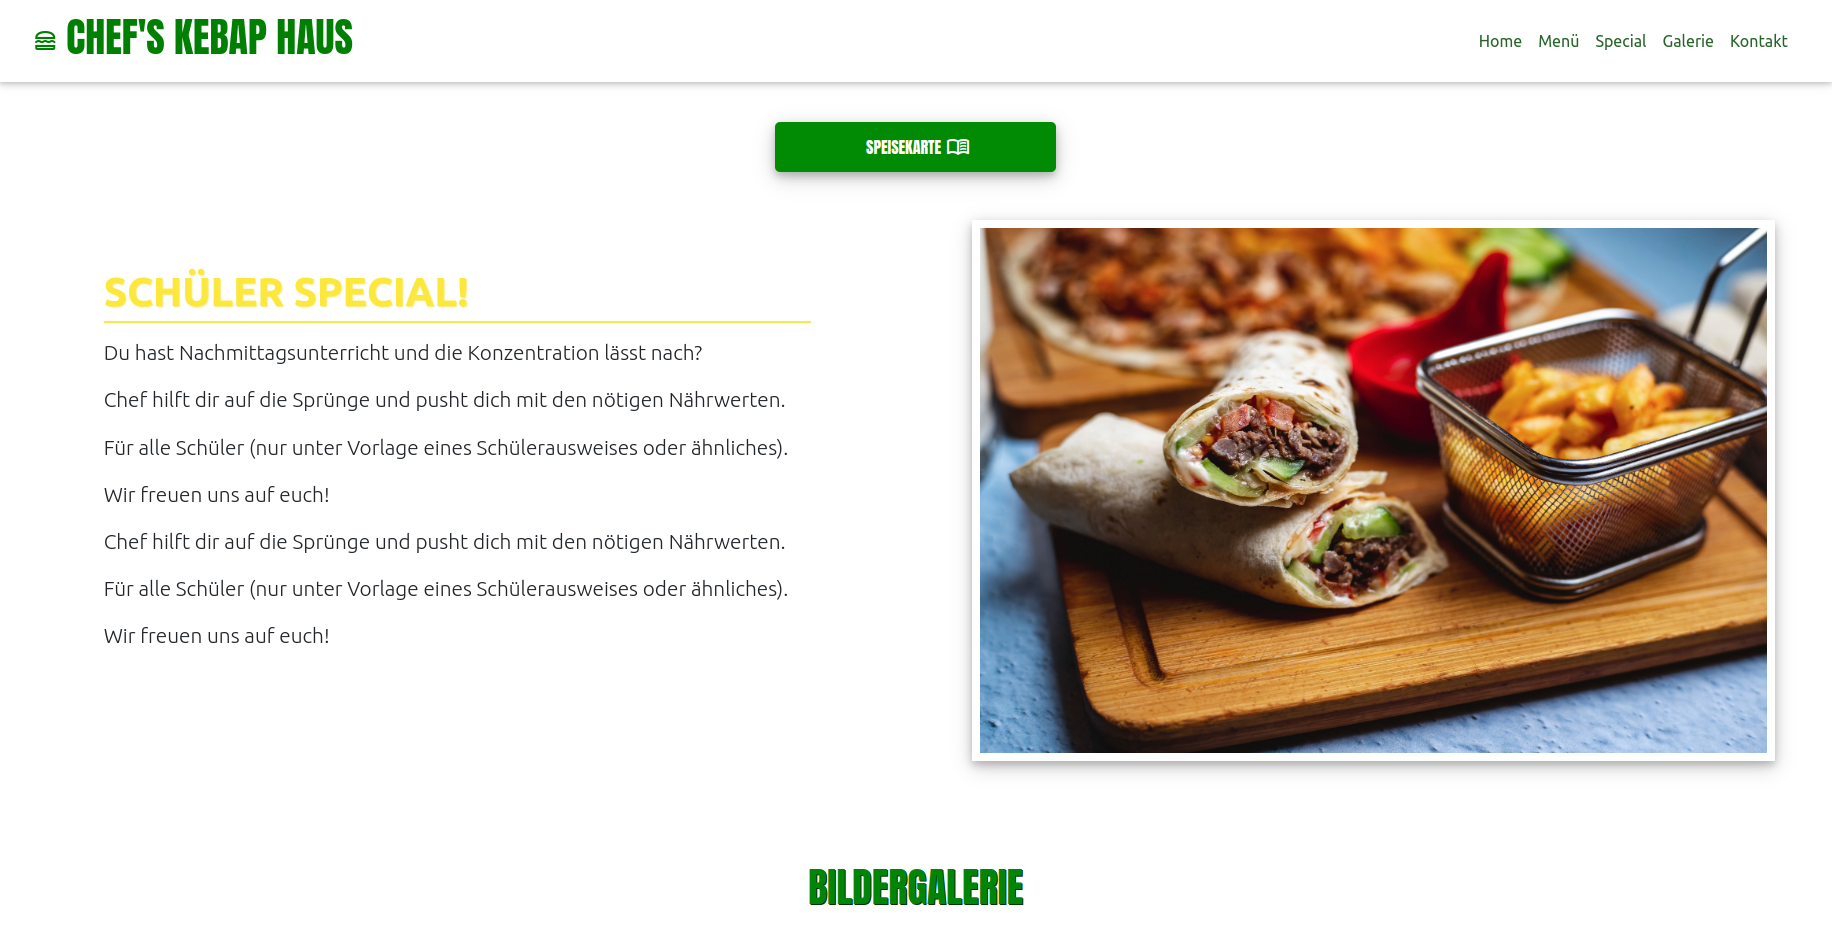 CHEF'S KEBAP HAUS
Home Menü Special Galerie Kontakt
SPEISEKARTE
SCHÜLER SPECIAL!
Du hast Nachmittagsunterricht und die Konzentration lässt nach?
Chef hilft dir auf die Sprünge und pusht dich mit den nötigen Nährwerten.
Für alle Schüler (nur unter Vorlage eines Schülerausweises oder ähnliches).
Wir freuen uns auf euch!
Chef hilft dir auf die Sprünge und pusht dich mit den nötigen Nährwerten.
Für alle Schüler (nur unter Vorlage eines Schülerausweises oder ähnliches).
Wir freuen uns auf euch!
BILDERGALERIE